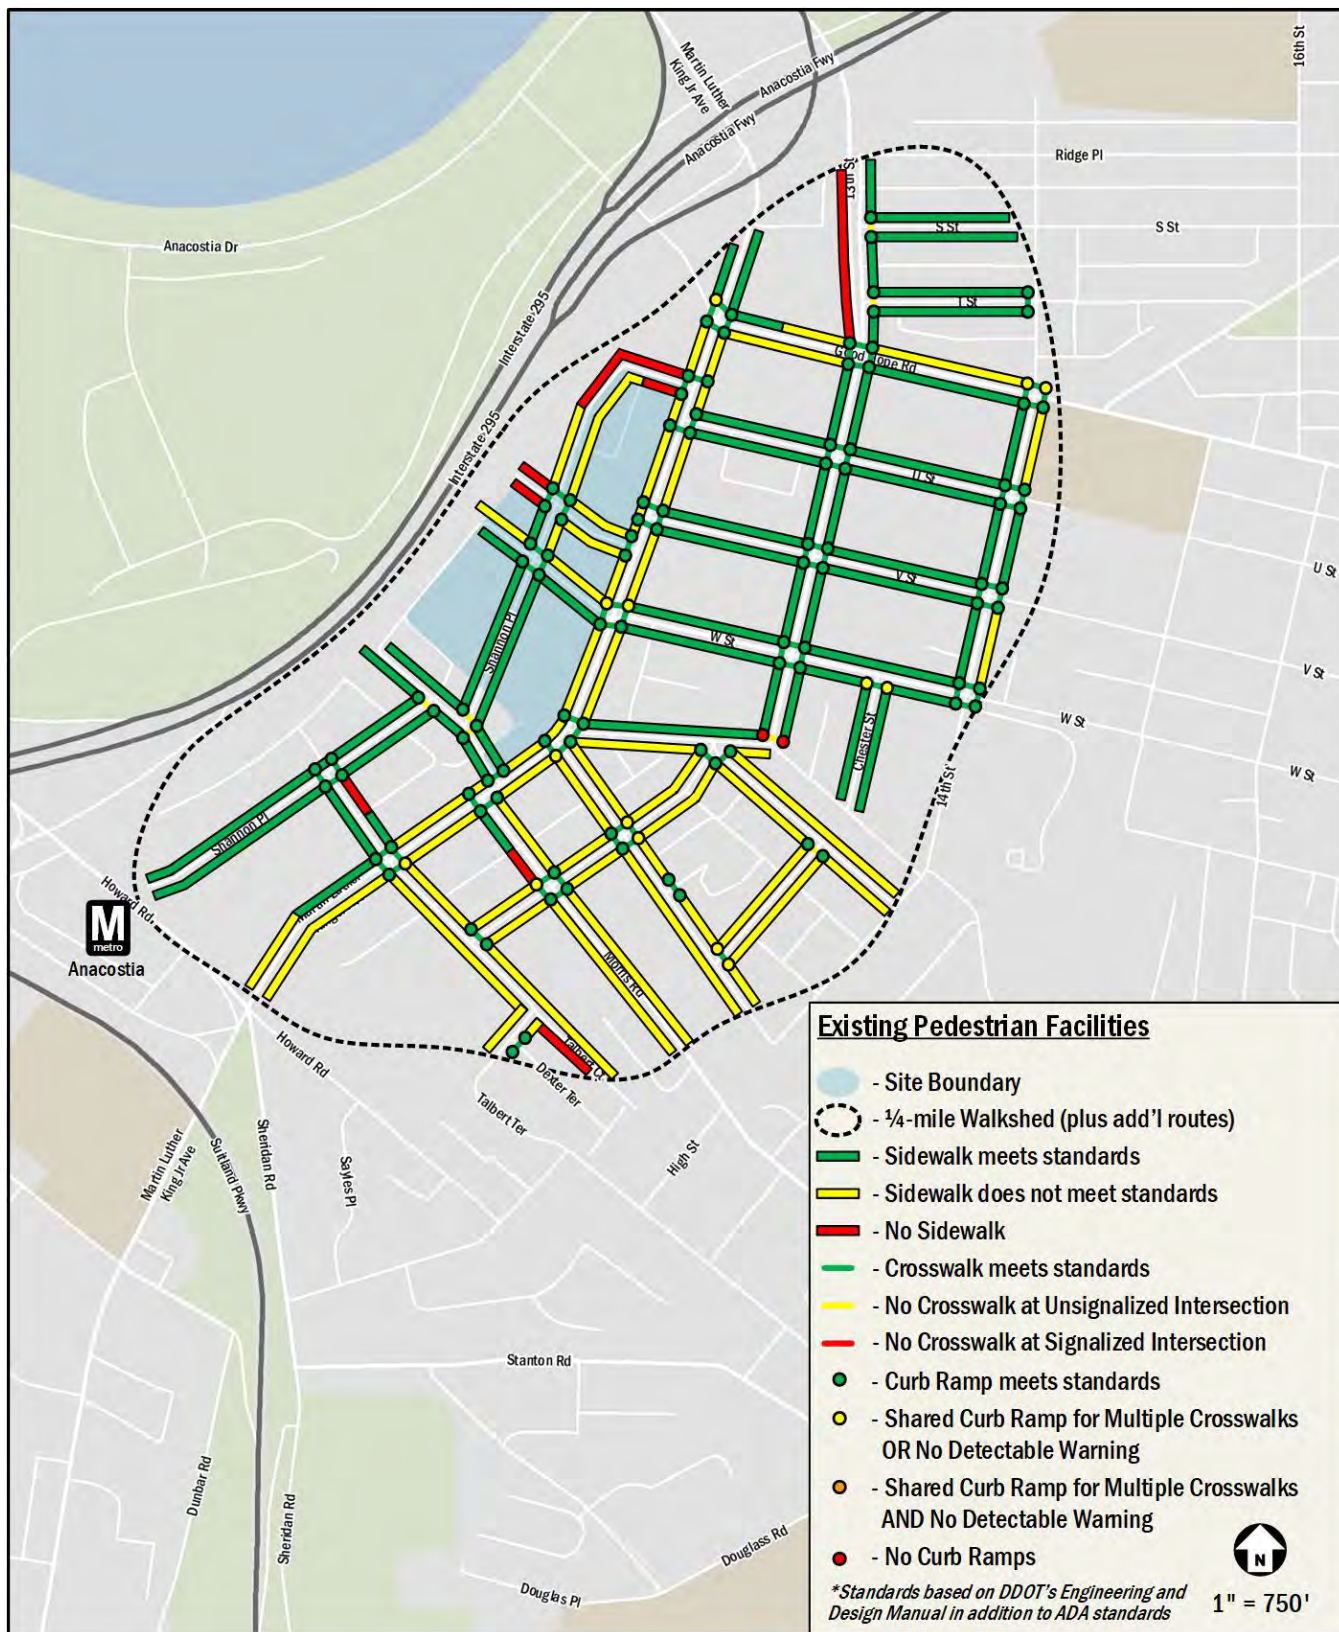 16th St
Martin Luther
King Jr Ave
Anacostia Fwy
Anacostia Fwy
Ridge Pl
13th St
S St
S St
Anacostia Dr
T St
Interstate 295
Good Hope Rd
Interstate 295
U St
U St
V St
V St
W St
Shannon Pl
W St
W St
Chester St
14th St
Shannon Pl
Howard Rd
M
metro
Anacostia
Morris Rd
Howard Rd
Talbert Ct
Dexter Ter
Talbert Ter
High St
Martin Luther
King Jr Ave
Suitland Pkwy
Sheridan Rd
Sayles Pl
Stanton Rd
Dunbar Rd
Sheridan Rd
Douglass Rd
Douglas Pl
Existing Pedestrian Facilities
- Site Boundary
- ¼-mile Walkshed (plus add'l routes)
- Sidewalk meets standards
- Sidewalk does not meet standards
- No Sidewalk
- Crosswalk meets standards
- No Crosswalk at Unsignalized Intersection
- No Crosswalk at Signalized Intersection
- Curb Ramp meets standards
- Shared Curb Ramp for Multiple Crosswalks
OR No Detectable Warning
- Shared Curb Ramp for Multiple Crosswalks
AND No Detectable Warning
- No Curb Ramps
*Standards based on DDOT's Engineering and
Design Manual in addition to ADA standards
N
1" = 750'